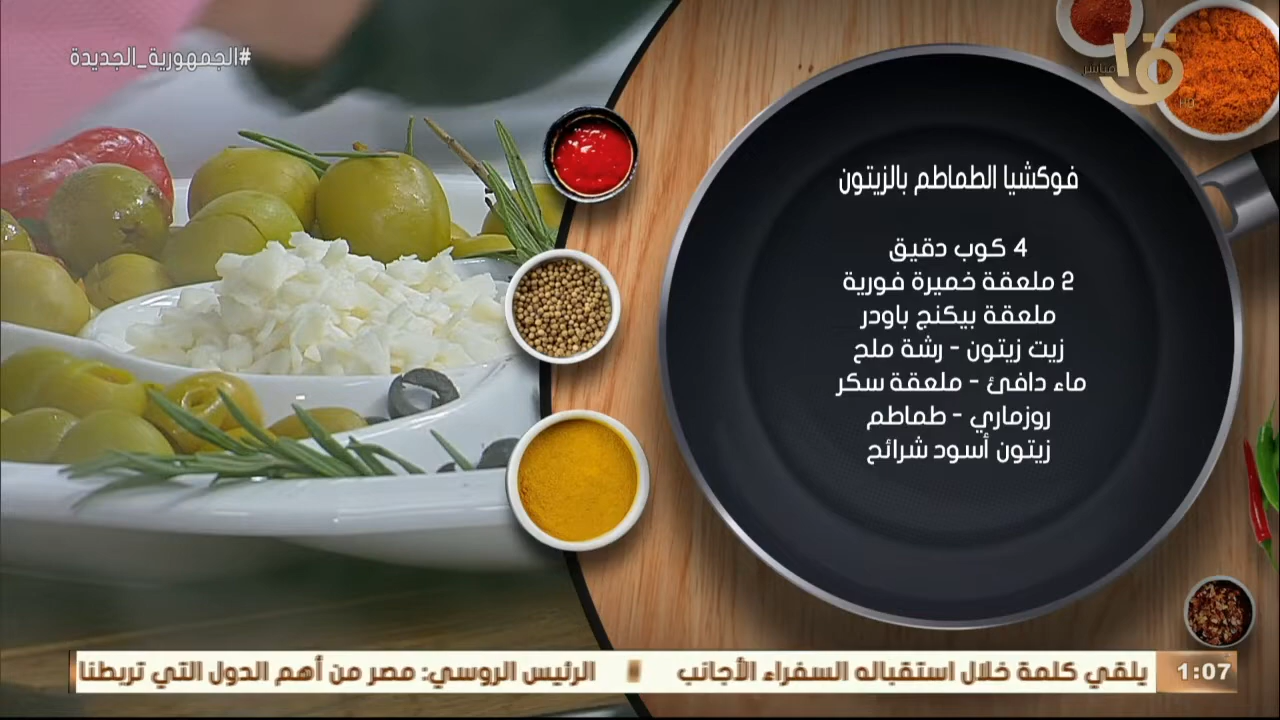 #الجمهورية_الجديدة
مباشر
HD
فوكشيا الطماطم بالزيتون
4 كوب دقيق
2 ملعقة خميرة فورية
ملعقة بيكنج باودر
زيت زيتون - رشة ملح
ماء دافئ - ملعقة سكر
روزماري - طماطم
زيتون أسود شرائح
1:07
يلقي كلمة خلال استقباله السفراء الأجانب
الرئيس الروسي: مصر من أهم الدول التي تربطنا